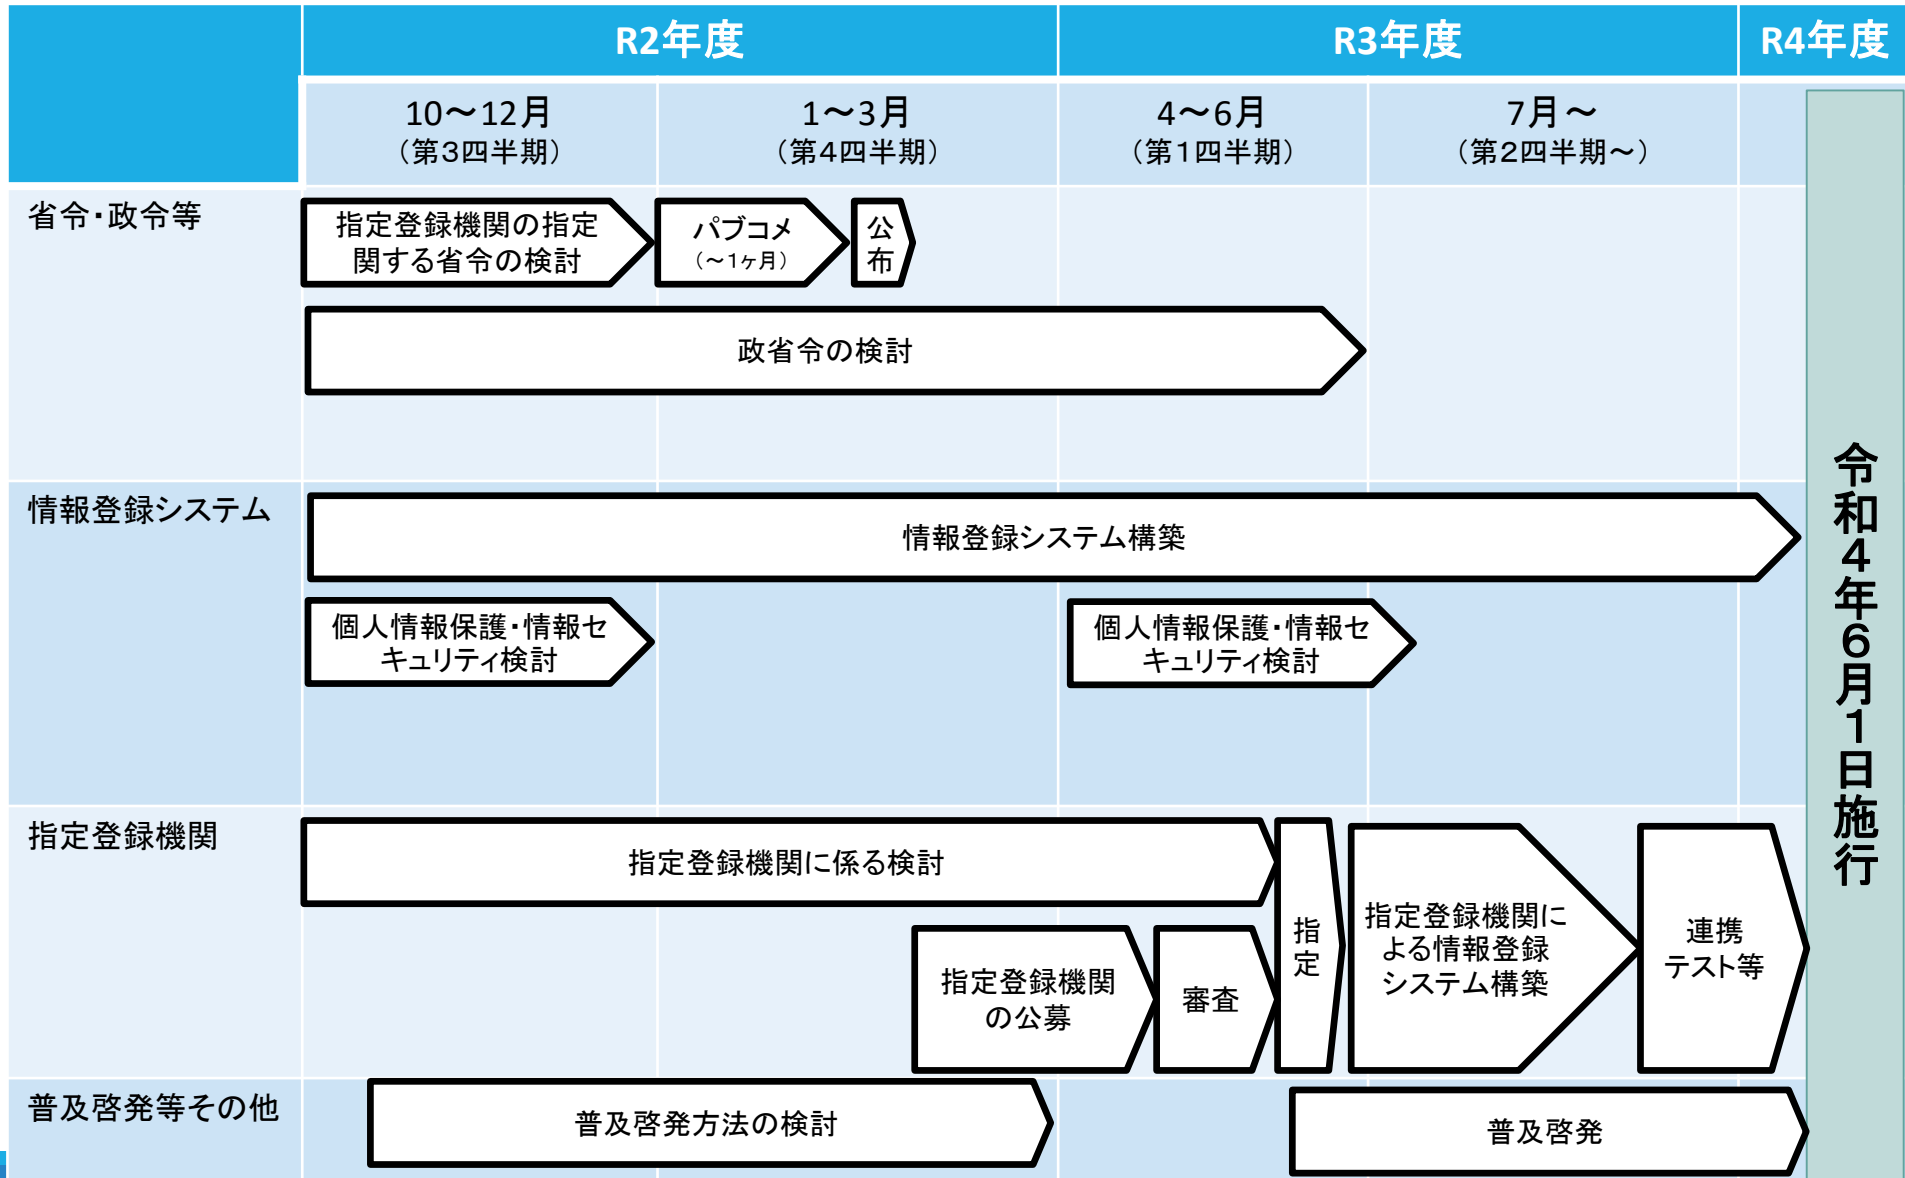 R2年度
R3年度
R4年度
10～12月
（第3四半期）
1～3月
（第4四半期）
4～6月
（第1四半期）
7月～
（第2四半期～）
省令・政令等
指定登録機関の指定
関する省令の検討
パブコメ
（～1ヶ月）
公
布
政省令の検討
情報登録システム
情報登録システム構築
個人情報保護・情報セ
キュリティ検討
個人情報保護・情報セ
キュリティ検討
指定登録機関
指定登録機関に係る検討
指定登録機関
の公募
審査
指
定
指定登録機関に
よる情報登録
システム構築
連携
テスト等
普及啓発等その他
普及啓発方法の検討
普及啓発
令和4年6月1日施行